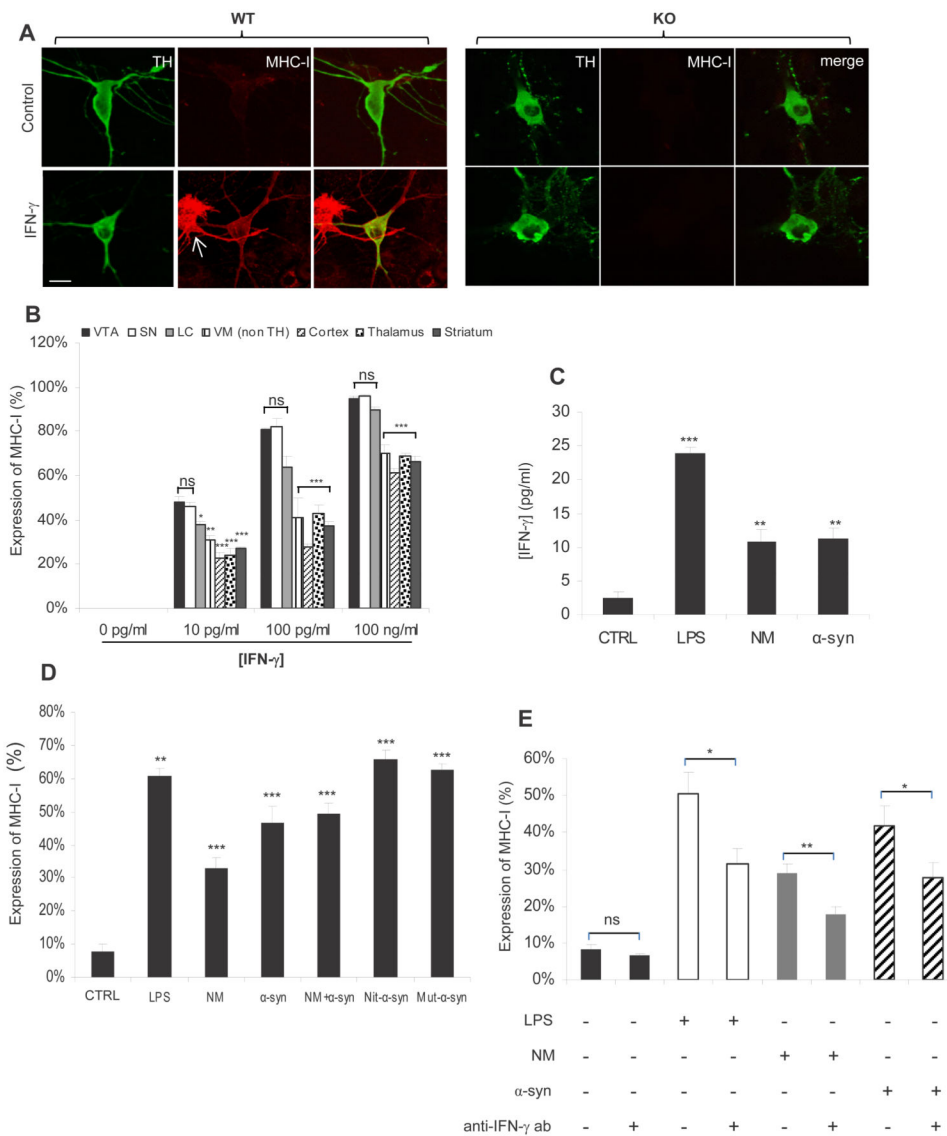 WT
KO
A
TH
MHC-I
TH
MHC-I
merge
Control
IFN-γ
B
VTA SN LC VM (non TH) Cortex Thalamus Striatum
Expression of MHC-I (%)
120%
100%
80%
60%
40%
20%
0%
ns
* ** *** *** ***
ns
***
ns
***
0 pg/ml 10 pg/ml 100 pg/ml 100 ng/ml
[IFN-γ]
C
[IFN-γ] (pg/ml)
30
25
20
15
10
5
0
***
** **
CTRL LPS NM α-syn
D
Expression of MHC-I (%)
80%
70%
60%
50%
40%
30%
20%
10%
0%
** *** *** *** *** ***
CTRL LPS NM α-syn NM+α-syn Nit-α-syn Mut-α-syn
E
Expression of MHC-I (%)
60%
50%
40%
30%
20%
10%
0%
ns * ** *
LPS - - + + - - - -
NM - - - - + + - -
α-syn - - - - - - + +
anti-IFN-γ ab - + - + - + - +